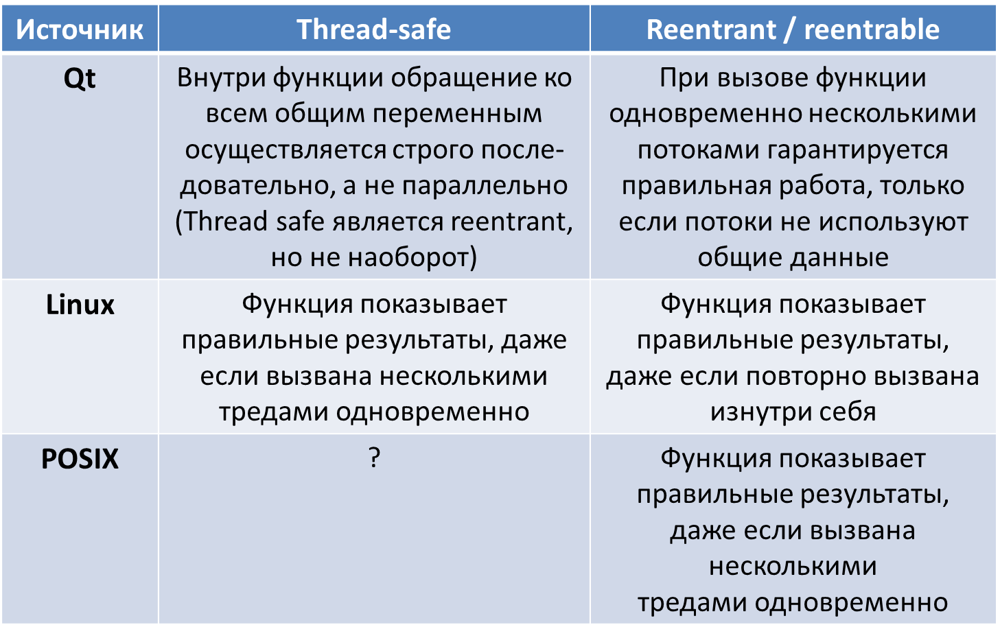 Источник
Thread-safe
Reentrant / reentrable
Qt
Внутри функции обращение ко
всем общим переменным
осуществляется строго после-
довательно, а не параллельно
(Thread safe является reentrant,
но не наоборот)
При вызове функции
одновременно несколькими
потоками гарантируется
правильная работа, только
если потоки не используют
общие данные
Linux
Функция показывает
правильные результаты, даже
если вызвана несколькими
тредами одновременно
Функция показывает
правильные результаты,
даже если повторно вызвана
изнутри себя
POSIX
?
Функция показывает
правильные результаты,
даже если вызвана
несколькими
тредами одновременно